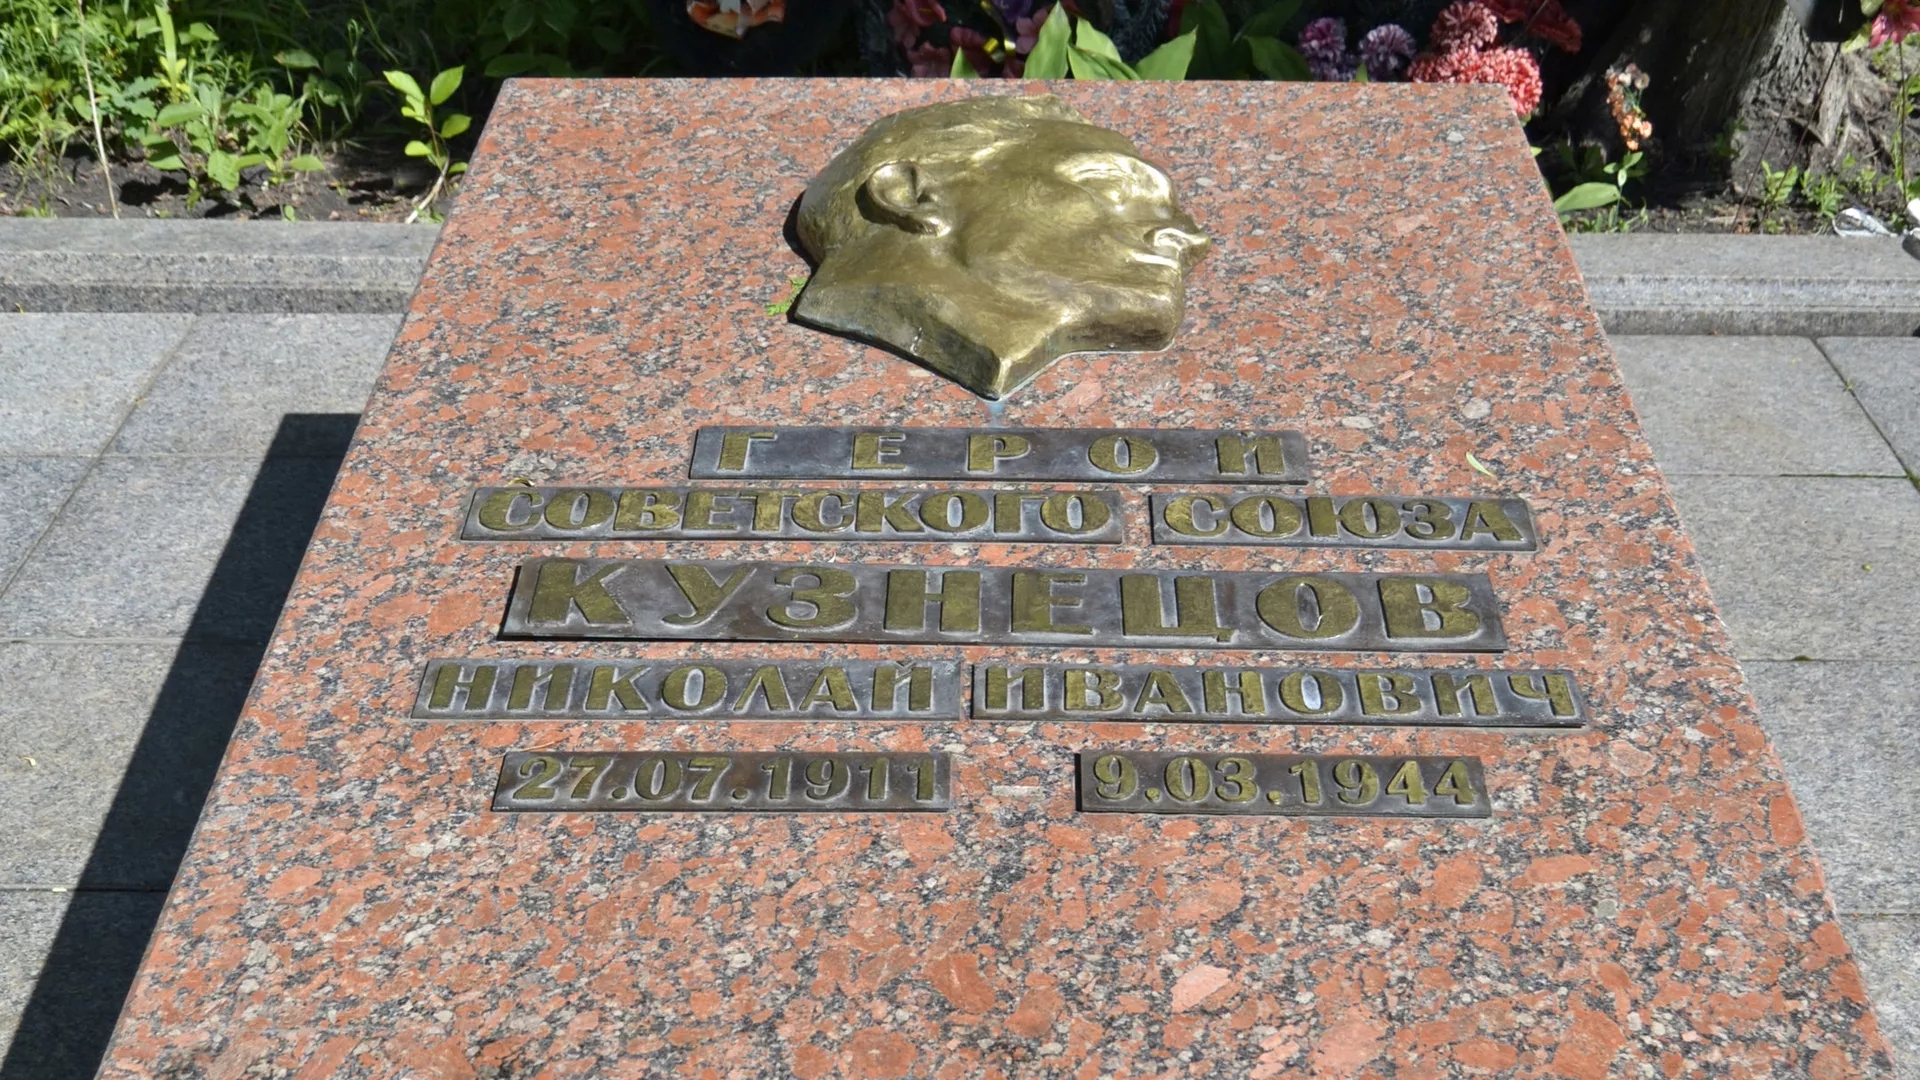 ГЕРОЙ
СОВЕТСКОГО СОЮЗА
КУЗНЕЦОВ
НИКОЛАЙ ИВАНОВИЧ
27.07.1911 9.03.1944